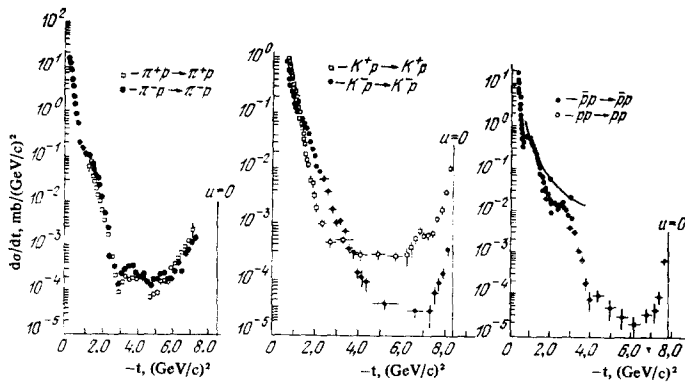 dσ/dt, mb/(GeV/c)²
10²
10¹
10⁰
10⁻¹
10⁻²
10⁻³
10⁻⁴
10⁻⁵
□ – π⁺p → π⁺p
● – π⁻p → π⁻p
u=0
0 2,0 4,0 6,0 8,0
−t, (GeV/c)²
10⁰
10⁻¹
10⁻²
10⁻³
10⁻⁴
10⁻⁵
□ – K⁺p → K⁺p
● – K⁻p → K⁻p
u=0
0 2,0 4,0 6,0 8,0
−t, (GeV/c)²
10¹
10⁰
10⁻¹
10⁻²
10⁻³
10⁻⁴
10⁻⁵
● – p̄p → p̄p
○ – pp → pp
u=0
0 2,0 4,0 6,0 8,0
−t, (GeV/c)²